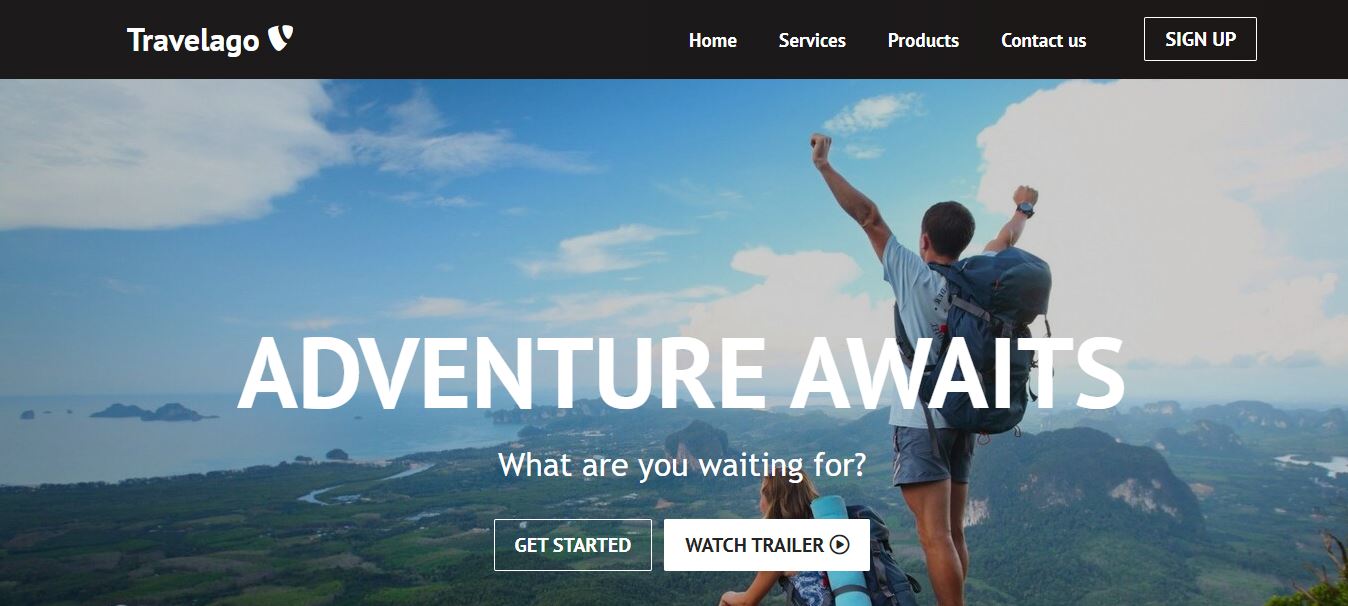 Travelago
Home Services Products Contact us SIGN UP
ADVENTURE AWAITS
What are you waiting for?
GET STARTED WATCH TRAILER